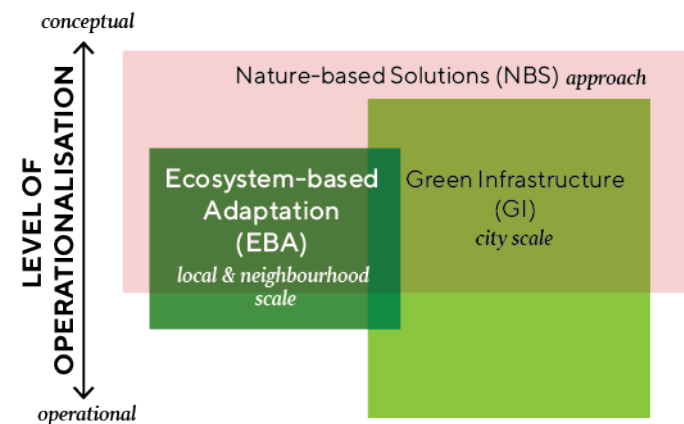 conceptual
LEVEL OF
OPERATIONALISATION
Nature-based Solutions (NBS) approach
Ecosystem-based
Adaptation
(EBA)
local & neighbourhood
scale
Green Infrastructure
(GI)
city scale
operational